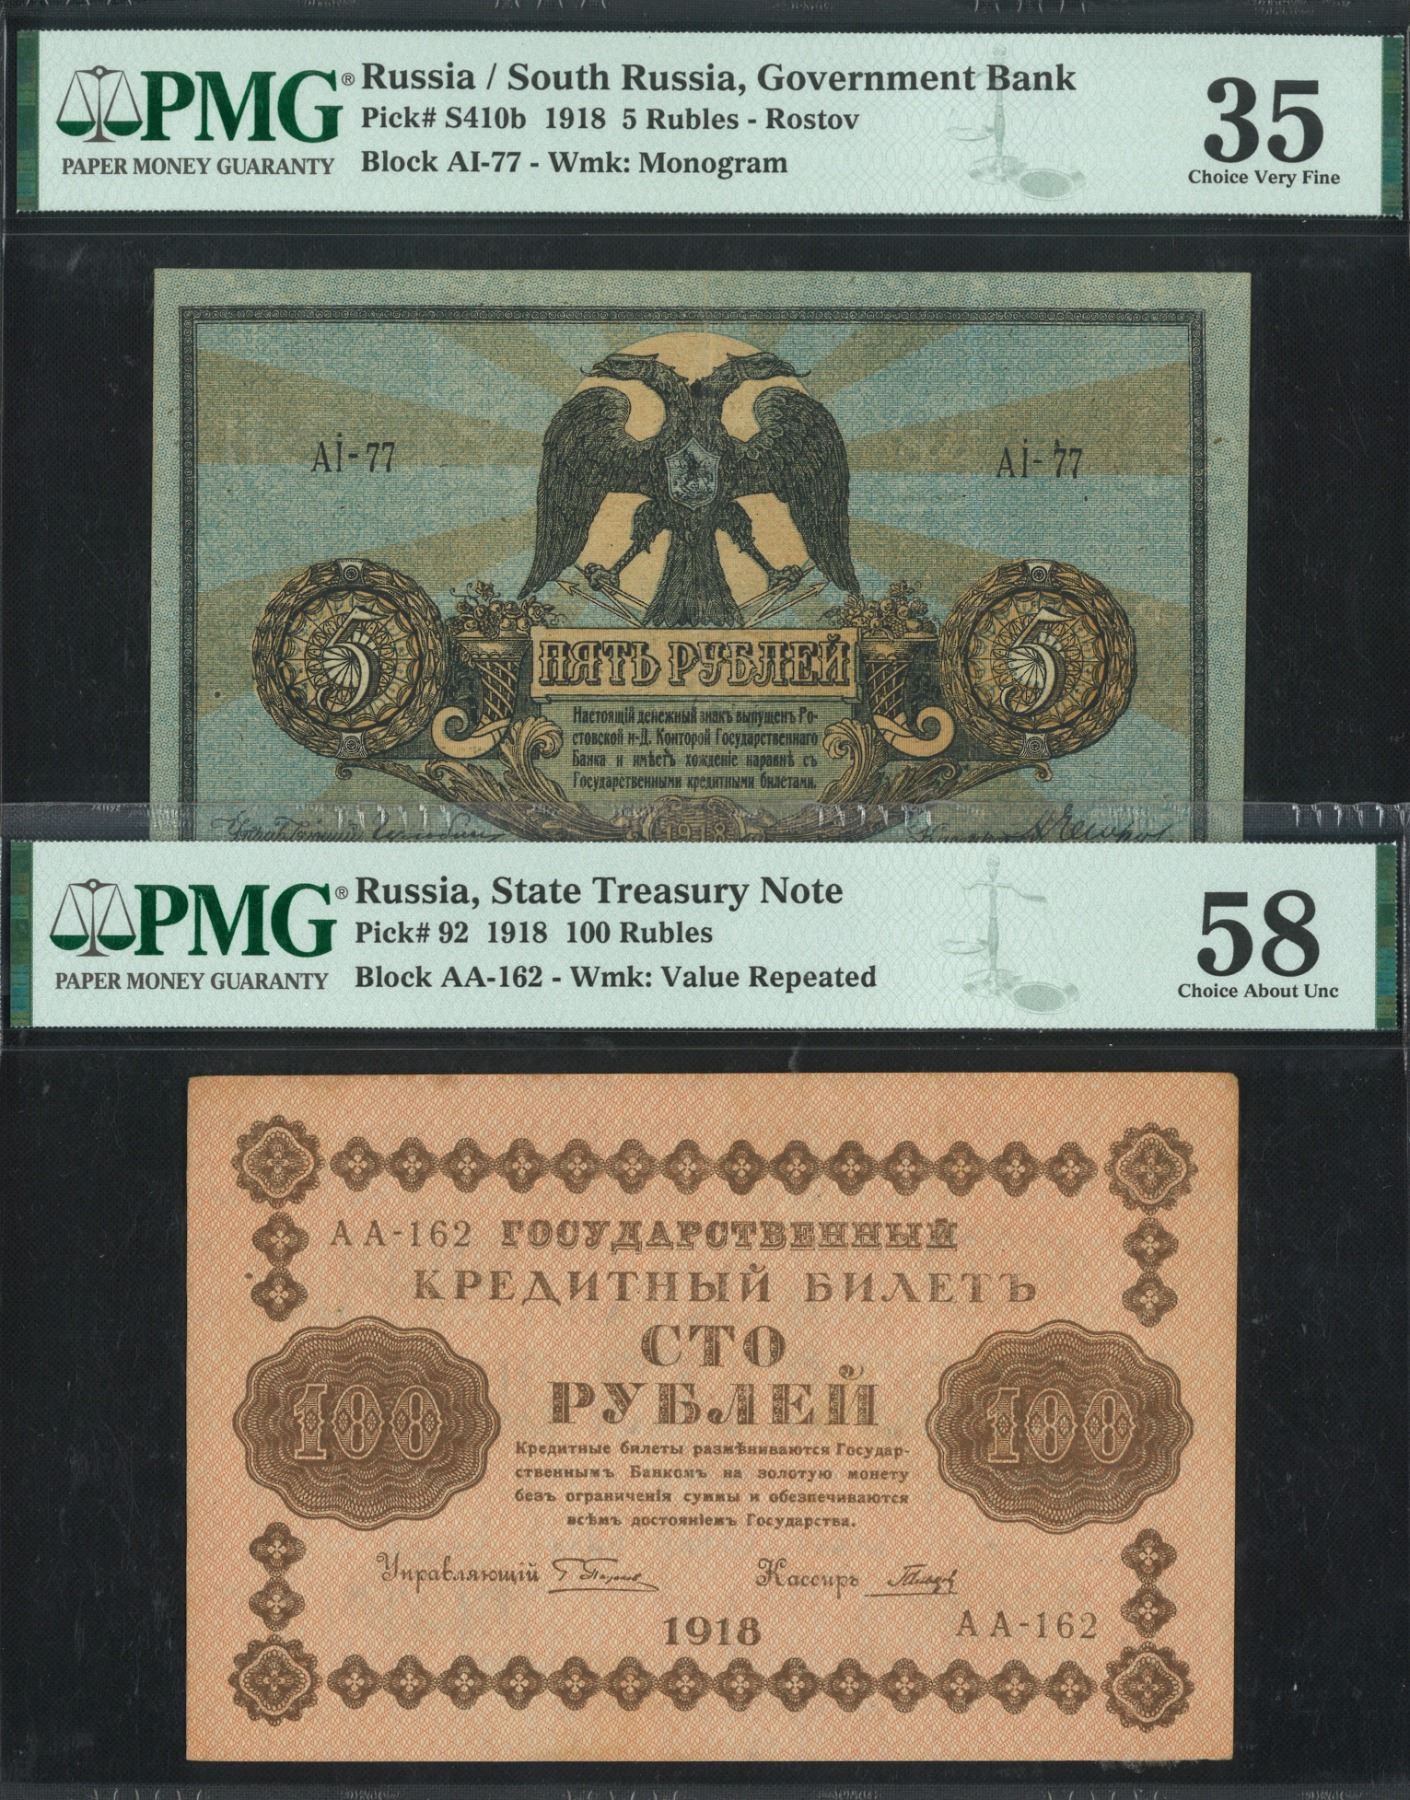 PMG®
PAPER MONEY GUARANTY
Russia / South Russia, Government Bank
Pick# S410b 1918 5 Rubles - Rostov
Block AI-77 - Wmk: Monogram
35
Choice Very Fine
АІ-77
АІ-77
5
5
ПЯТЬ РУБЛЕЙ
Настоящій денежный знакъ выпущенъ Ро-
стовской н-Д. Конторой Государственнаго
Банка и имѣетъ хожденіе наравнѣ съ
Государственными кредитными билетами.
1918
PMG®
PAPER MONEY GUARANTY
Russia, State Treasury Note
Pick# 92 1918 100 Rubles
Block AA-162 - Wmk: Value Repeated
58
Choice About Unc
АА-162 ГОСУДАРСТВЕННЫЙ
КРЕДИТНЫЙ БИЛЕТЪ
СТО
РУБЛЕЙ
100
100
Кредитные билеты размѣниваются Государ-
ственнымъ Банкомъ на золотую монету
безъ ограниченія суммы и обезпечиваются
всѣмъ достояніемъ Государства.
Управляющій
Кассиръ
1918
АА-162